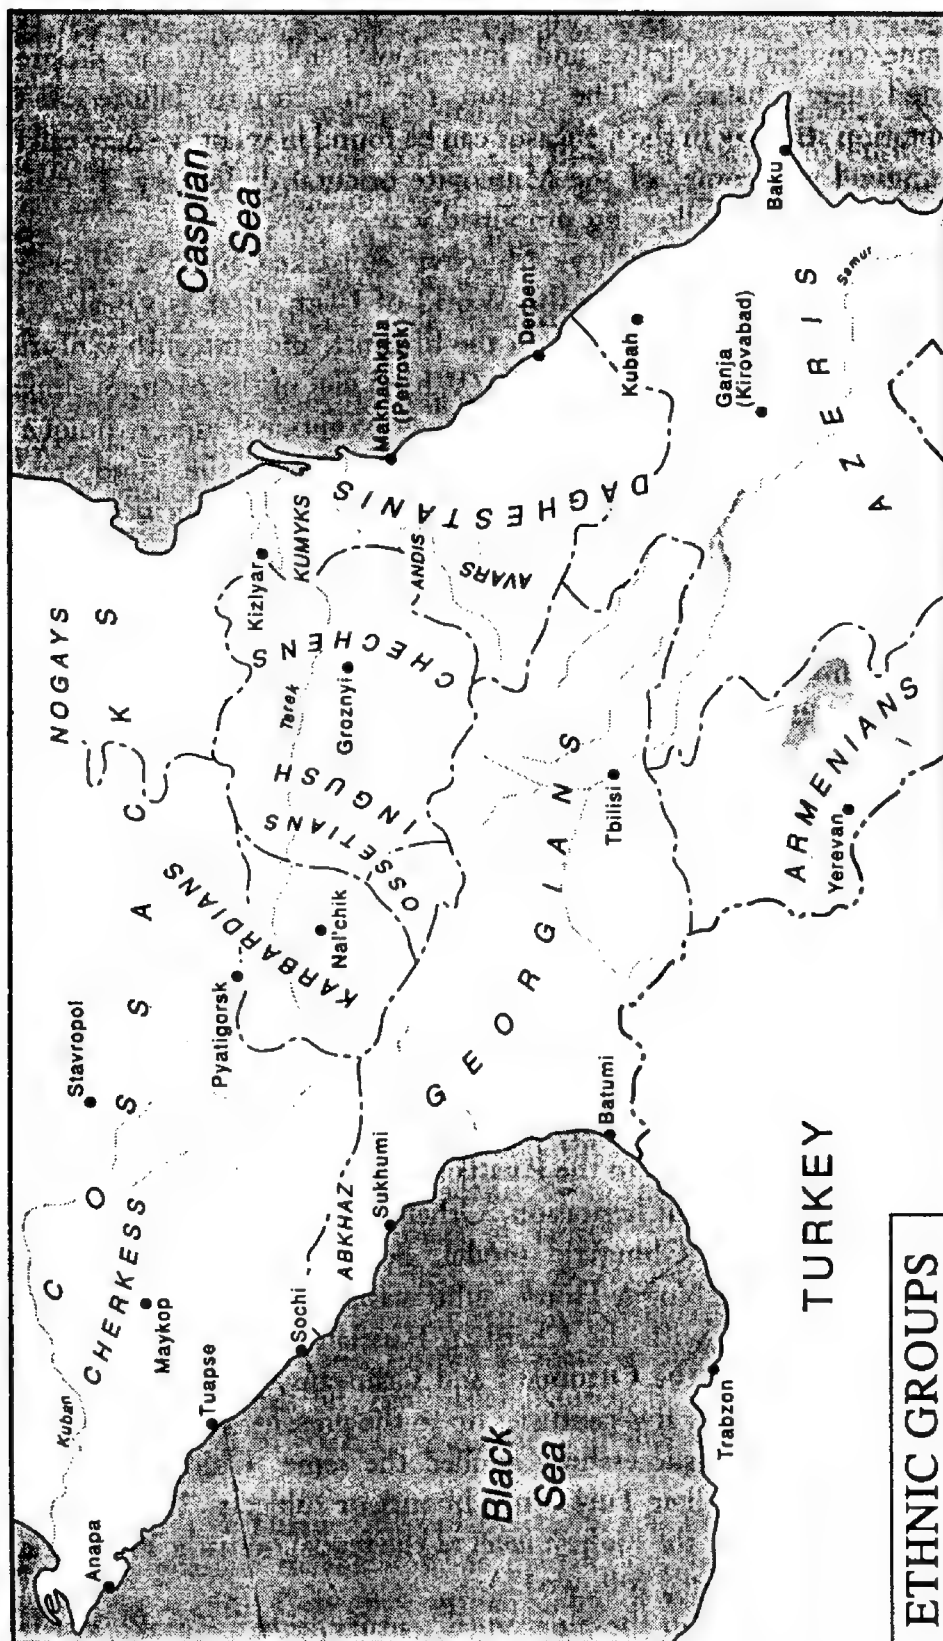 NOGAYS
COSSACKS
Stavropol
Kuban
CHERKESS
Anapa
Maykop
Tuapse
Sochi
ABKHAZ
Sukhumi
Pyatigorsk
KARBARDIANS
Nal'chik
OSSETIANS
INGUSH
Terek
Groznyi
CHECHENS
Kizlyar
KUMYKS
ANDIS
AVARS
DAGHESTANIS
Makhachkala
(Petrovsk)
Caspian
Sea
Derbent
Kubah
Baku
Black
Sea
GEORGIANS
Tbilisi
Batumi
Ganja
(Kirovabad)
AZERIS
Samur
Trabzon
TURKEY
ARMENIANS
Yerevan
ETHNIC GROUPS